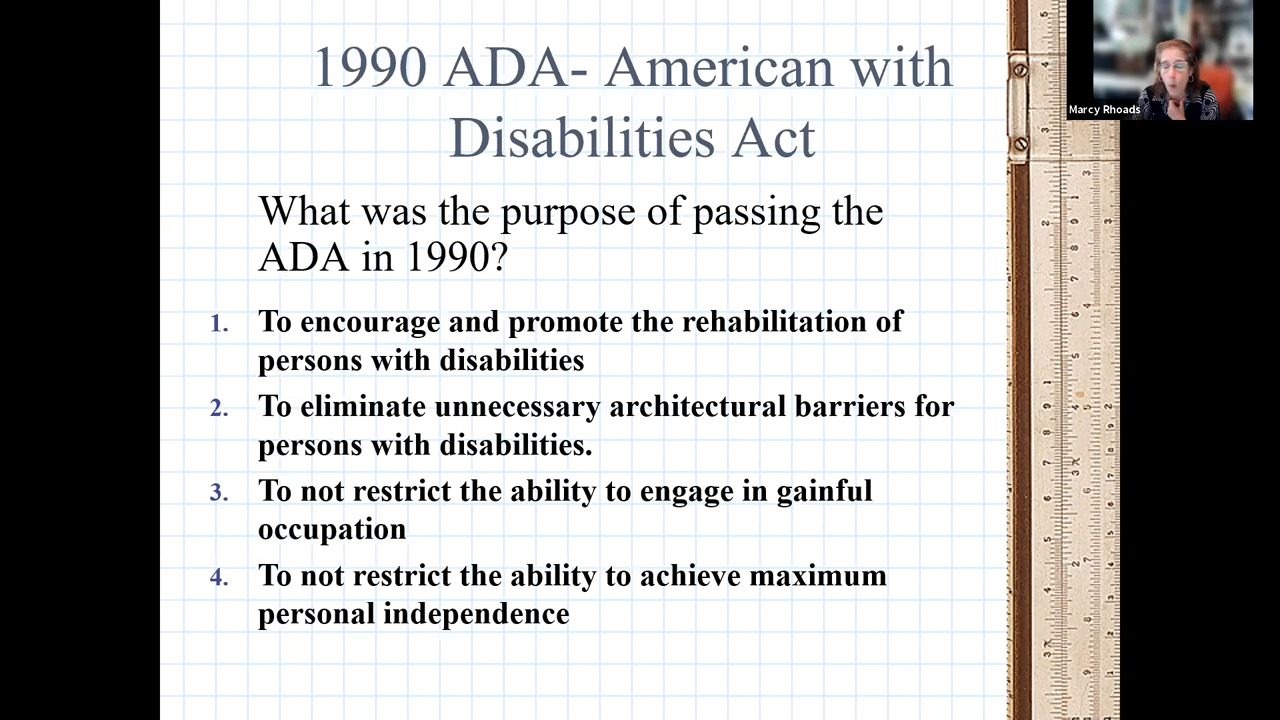 1990 ADA- American with
Disabilities Act
Marcy Rhoads
What was the purpose of passing the
ADA in 1990?
1. To encourage and promote the rehabilitation of
persons with disabilities
2. To eliminate unnecessary architectural barriers for
persons with disabilities.
3. To not restrict the ability to engage in gainful
occupation
4. To not restrict the ability to achieve maximum
personal independence